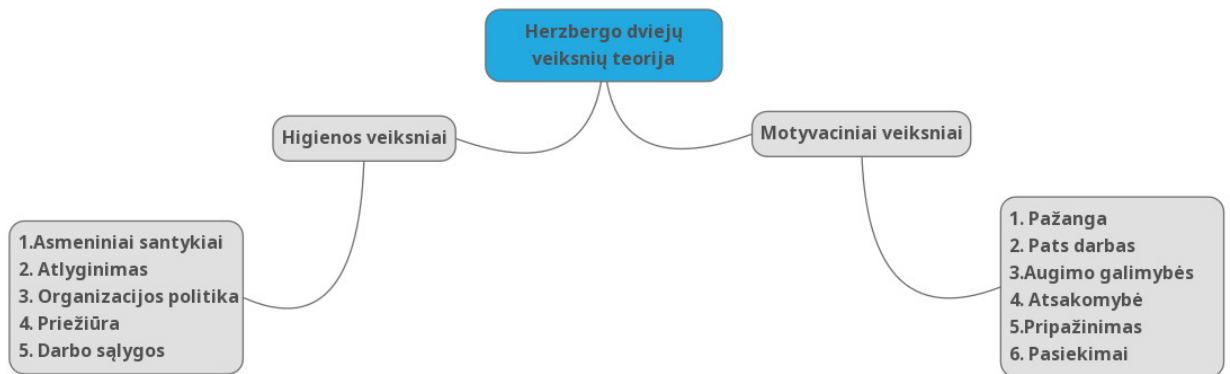 Herzbergo dviejų
veiksnių teorija
Higienos veiksniai
Motyvaciniai veiksniai
1.Asmeniniai santykiai
2. Atlyginimas
3. Organizacijos politika
4. Priežiūra
5. Darbo sąlygos
1. Pažanga
2. Pats darbas
3.Augimo galimybės
4. Atsakomybė
5.Pripažinimas
6. Pasiekimai